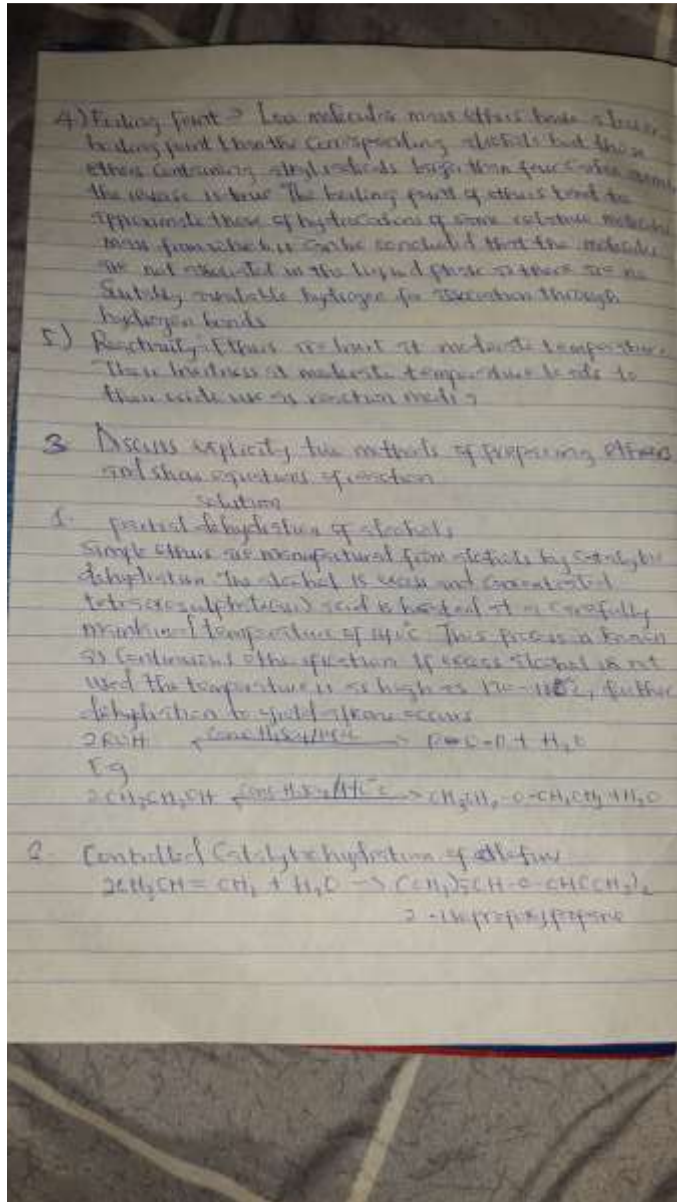 4) Boiling point → Low molecular mass ethers have a lower
boiling point than the corresponding alcohols but those
ethers containing alkyl radicals larger than four carbon atoms
the reverse is true The boiling point of ethers tend to
approximate those of hydrocarbons of same relative molecular
mass from which it can be concluded that the molecules
are not associated in the liquid phase as there are no
Suitably available hydrogen for association through
hydrogen bonds
5) Reactivity - Ethers are inert at moderate temperature.
Their inertness at moderate temperature leads to
their wide use as reaction media
3 Discuss explicitly two methods of preparing ethers
and show equations of reaction
solution
1. partial dehydration of alcohols
Simple ethers are manufactured from alcohols by catalytic
dehydration The alcohol is excess and concentrated
acid is heated at a carefully
maintained temperature of 140°C. This process is known
as continuous etherification If excess alcohol is not
used the temperature is as high as further
dehydration to yield alkene occurs
2ROH Conc H2SO4/140°C + H2O
Eg
2CH3CH2OH Conc H2SO4/140°C → CH3CH2-O-CH2CH3 + H2O
2. Controlled Catalytic hydration of
2CH3CH = CH2 + H2O → (CH3)2CH-O-CH(CH3)2